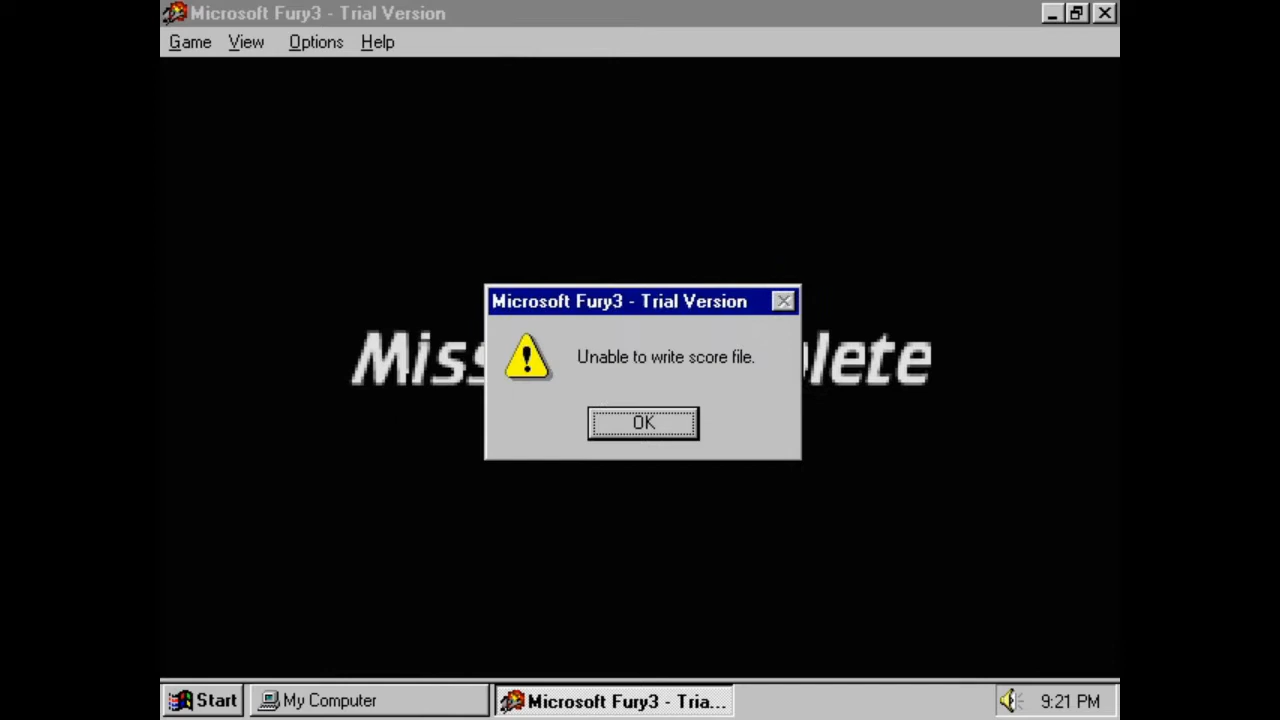 Microsoft Fury3 - Trial Version
Game View Options Help
Microsoft Fury3 - Trial Version
Unable to write score file.
Miss lete
OK
Start My Computer Microsoft Fury3 - Tria... 9:21 PM